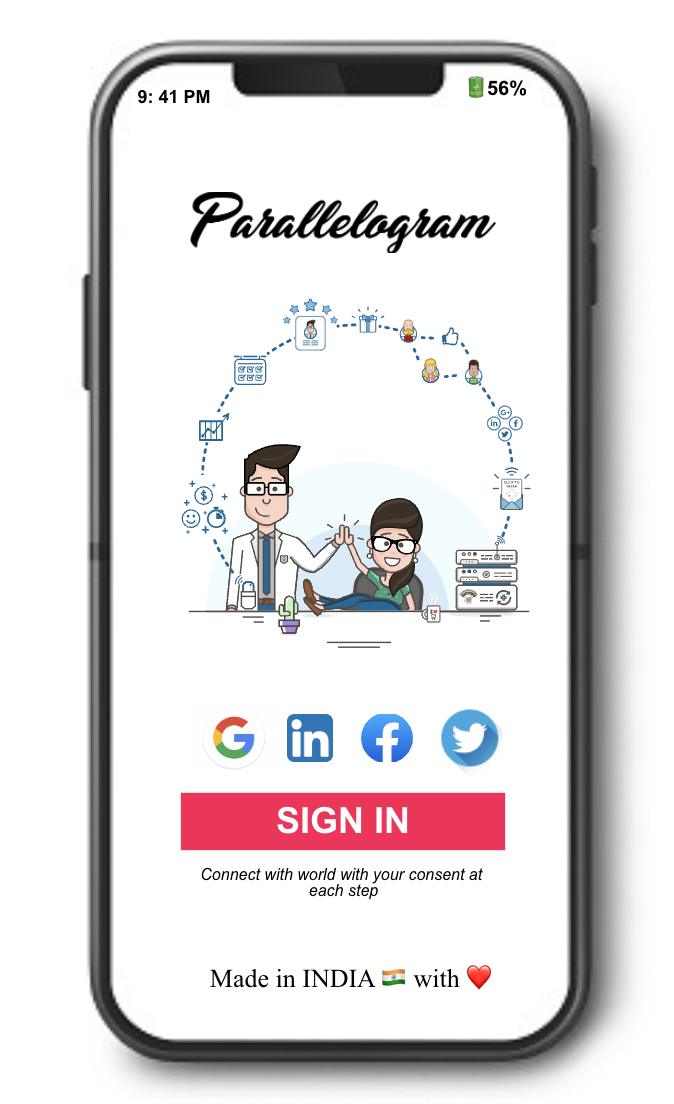 9: 41 PM
56%
Parallelogram
SIGN IN
Connect with world with your consent at
each step
Made in INDIA 🇮🇳 with ❤️